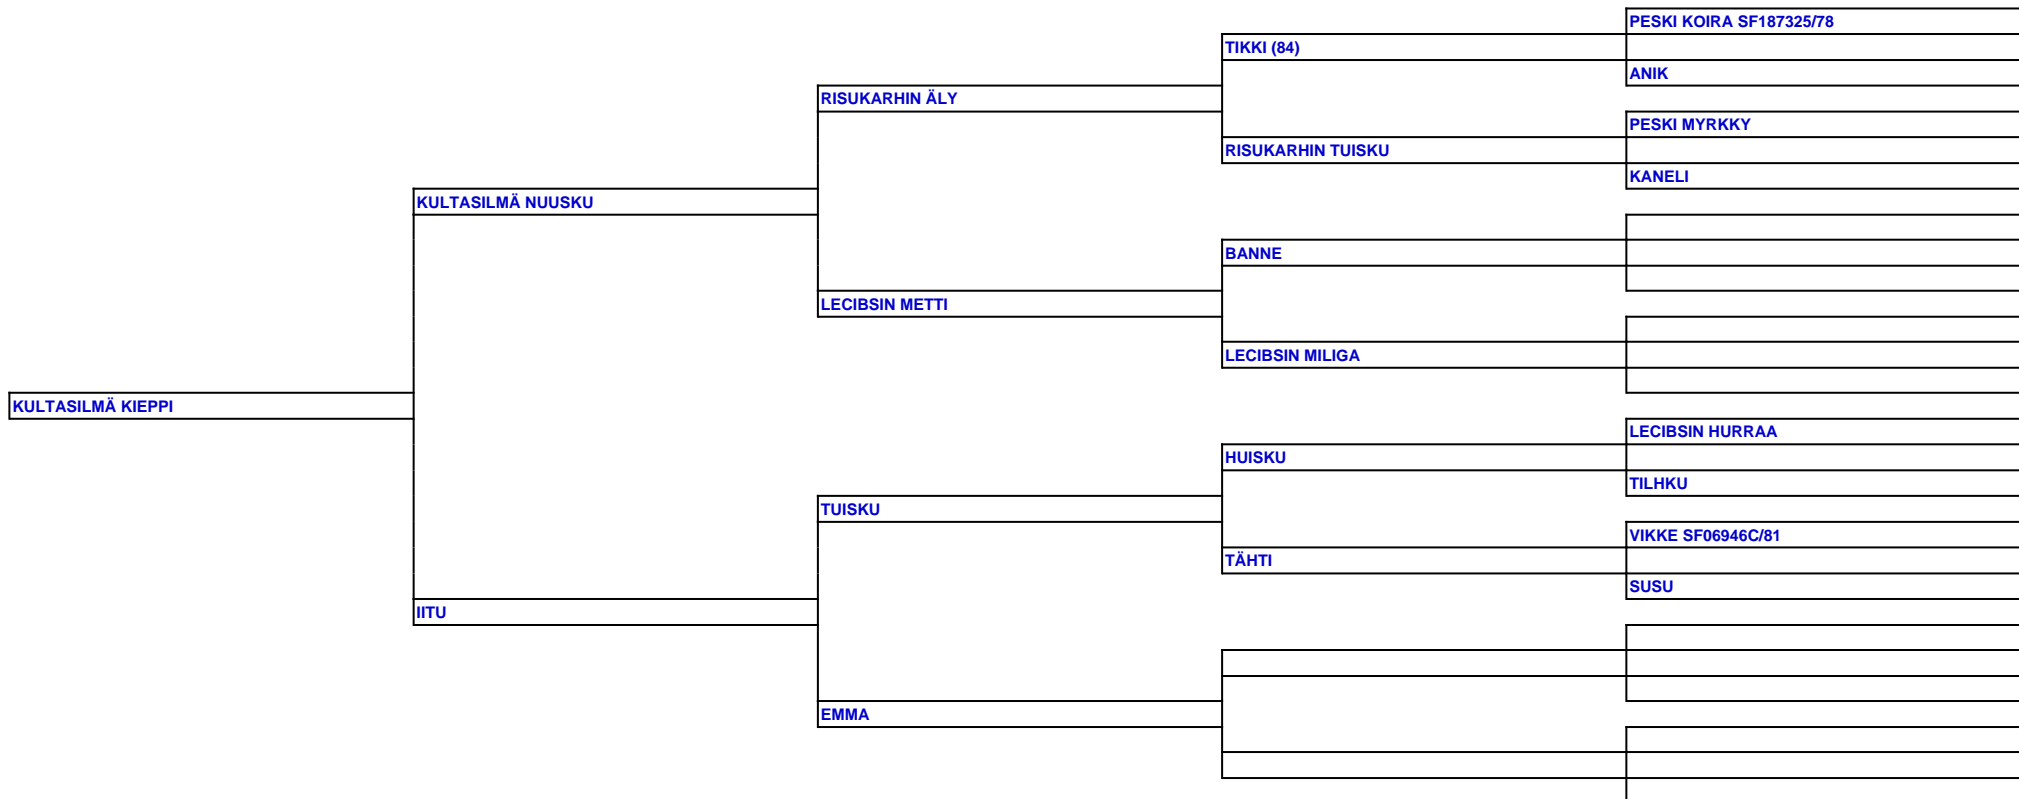 PESKI KOIRA SF187325/78
TIKKI (84)
ANIK
RISUKARHIN ÄLY
PESKI MYRKKY
RISUKARHIN TUISKU
KANELI
KULTASILMÄ NUUSKU
BANNE
LECIBSIN METTI
LECIBSIN MILIGA
KULTASILMÄ KIEPPI
LECIBSIN HURRAA
HUISKU
TILHKU
TUISKU
VIKKE SF06946C/81
TÄHTI
SUSU
IITU
EMMA